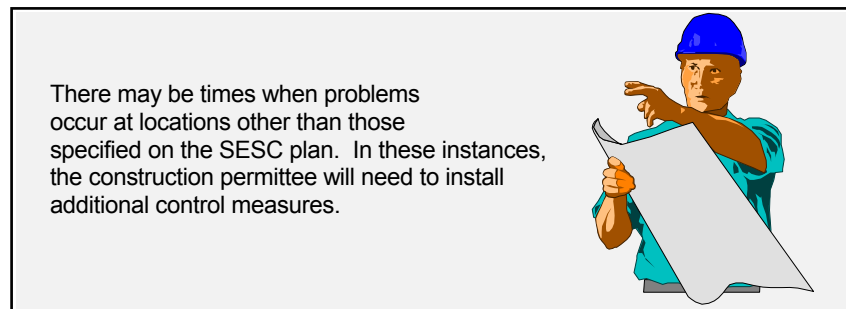 There may be times when problems
occur at locations other than those
specified on the SESC plan.  In these instances,
the construction permittee will need to install
additional control measures.